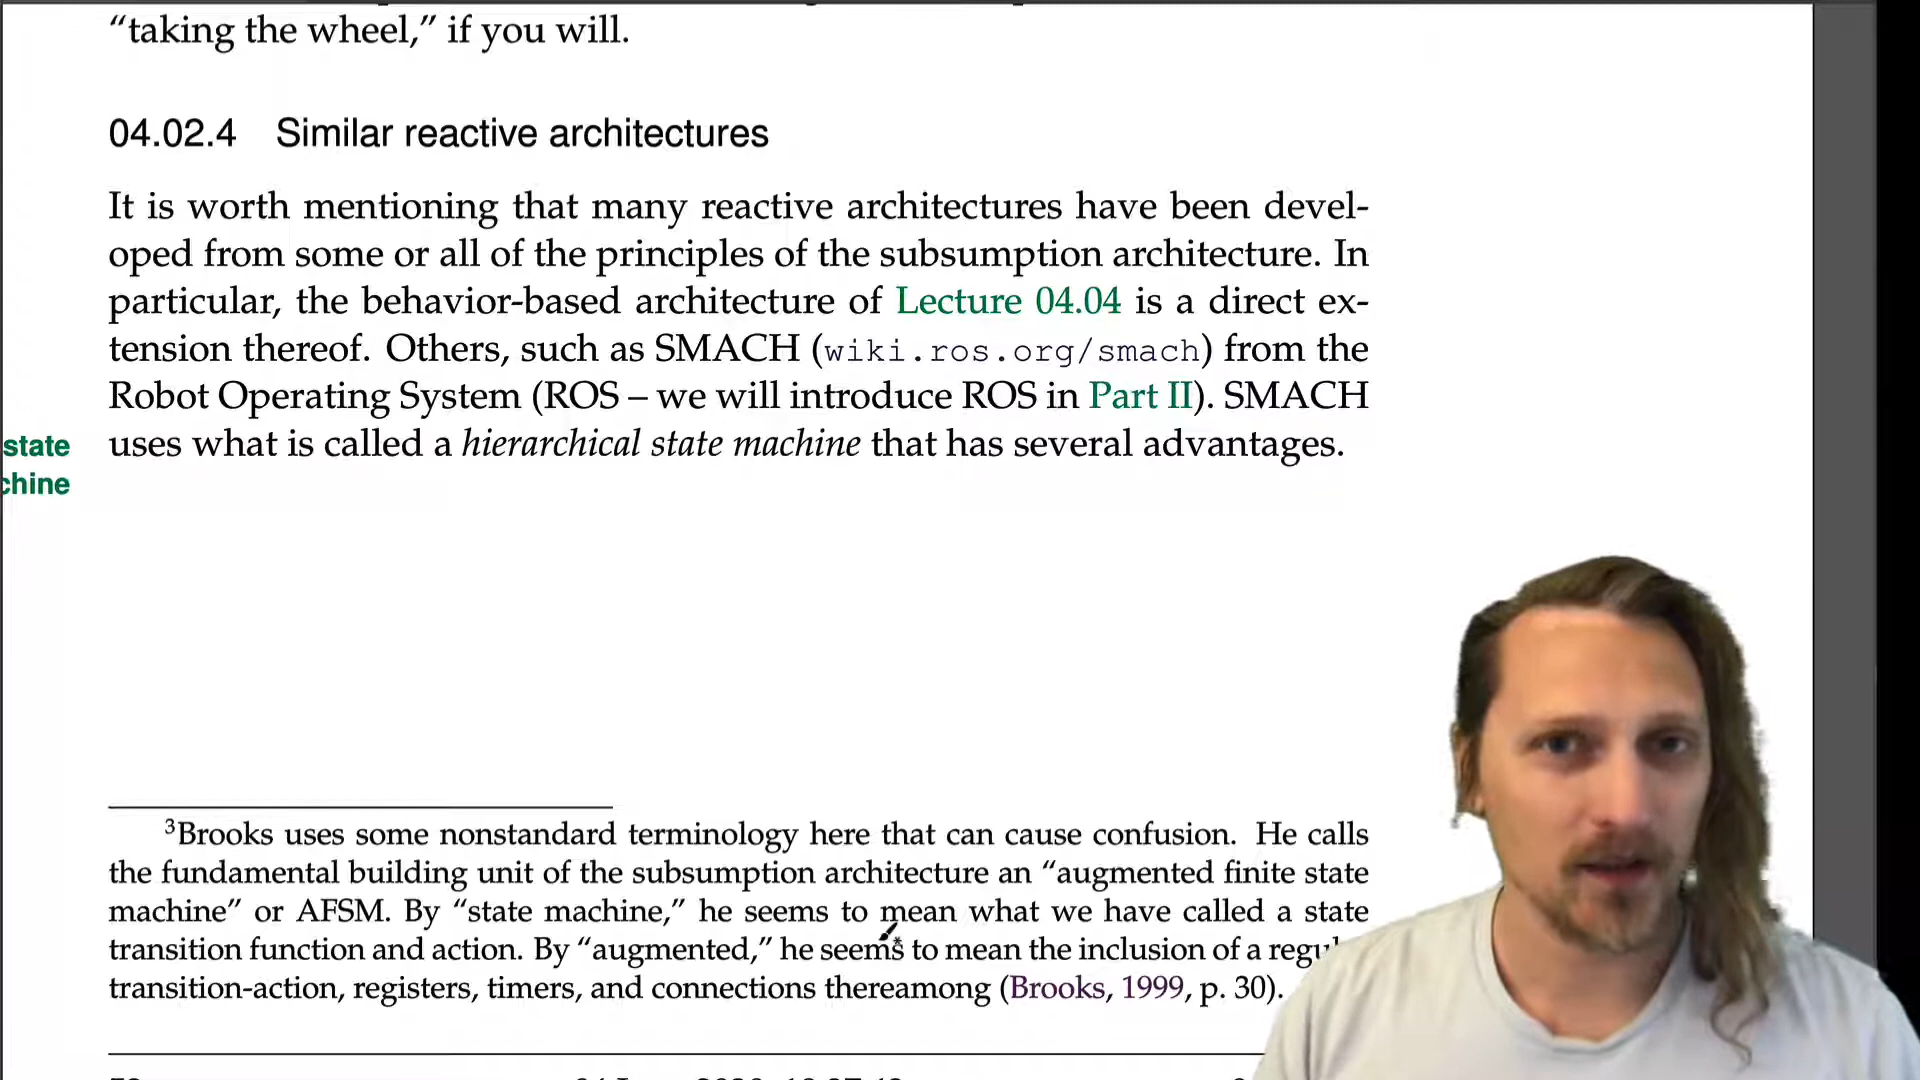 “taking the wheel,” if you will.
04.02.4 Similar reactive architectures
It is worth mentioning that many reactive architectures have been devel-
oped from some or all of the principles of the subsumption architecture. In
particular, the behavior-based architecture of Lecture 04.04 is a direct ex-
tension thereof. Others, such as SMACH (wiki.ros.org/smach) from the
Robot Operating System (ROS – we will introduce ROS in Part II). SMACH
uses what is called a hierarchical state machine that has several advantages.
state
chine
3Brooks uses some nonstandard terminology here that can cause confusion. He calls
the fundamental building unit of the subsumption architecture an “augmented finite state
machine” or AFSM. By “state machine,” he seems to mean what we have called a state
transition function and action. By “augmented,” he seems to mean the inclusion of a regul
transition-action, registers, timers, and connections thereamong (Brooks, 1999, p. 30).